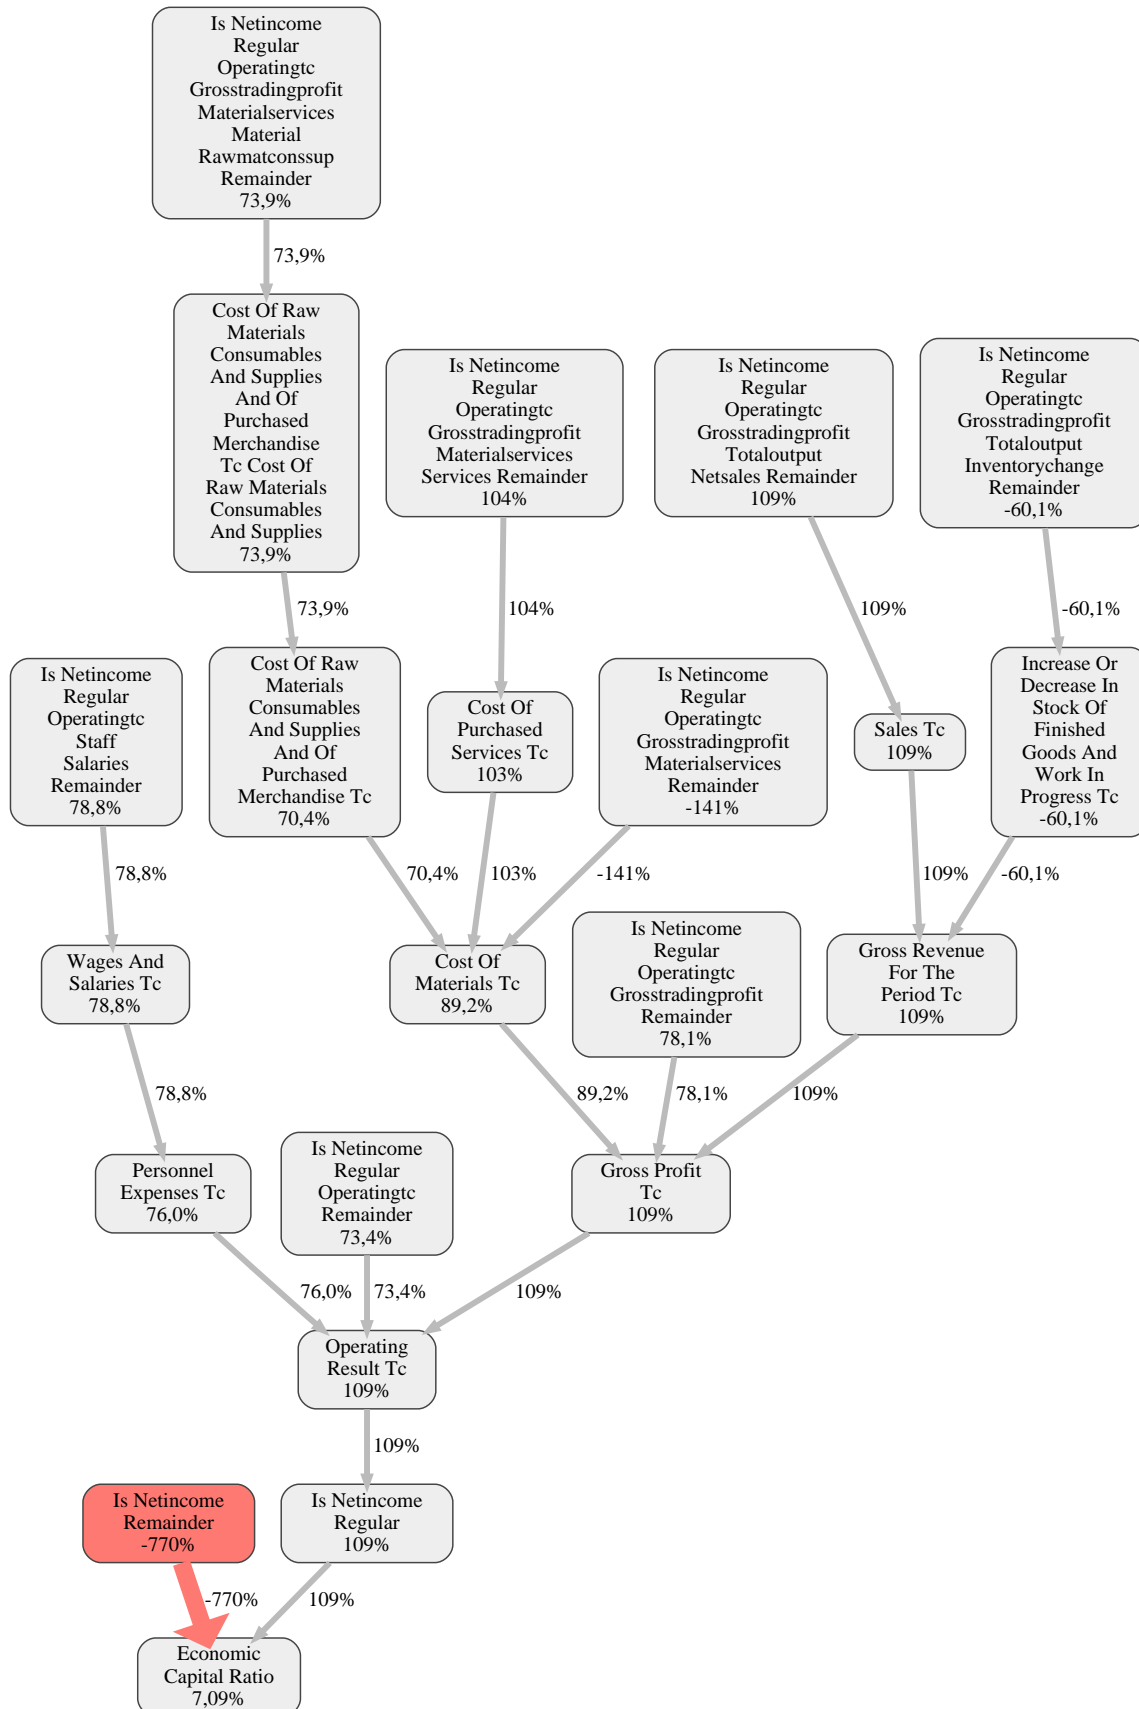 Is Netincome
Regular
Operatingtc
Grosstradingprofit
Materialservices
Material
Rawmatconssup
Remainder
73,9%
73,9%
Cost Of Raw
Materials
Consumables
And Supplies
And Of
Purchased
Merchandise
Tc Cost Of
Raw Materials
Consumables
And Supplies
73,9%
Is Netincome
Regular
Operatingtc
Grosstradingprofit
Materialservices
Services Remainder
104%
Is Netincome
Regular
Operatingtc
Grosstradingprofit
Totaloutput
Netsales Remainder
109%
Is Netincome
Regular
Operatingtc
Grosstradingprofit
Totaloutput
Inventorychange
Remainder
-60,1%
73,9%
104%
109%
-60,1%
Is Netincome
Regular
Operatingtc
Staff
Salaries
Remainder
78,8%
Cost Of Raw
Materials
Consumables
And Supplies
And Of
Purchased
Merchandise Tc
70,4%
Cost Of
Purchased
Services Tc
103%
Is Netincome
Regular
Operatingtc
Grosstradingprofit
Materialservices
Remainder
-141%
Sales Tc
109%
Increase Or
Decrease In
Stock Of
Finished
Goods And
Work In
Progress Tc
-60,1%
78,8%
70,4%
103%
-141%
109%
-60,1%
Wages And
Salaries Tc
78,8%
Cost Of
Materials Tc
89,2%
Is Netincome
Regular
Operatingtc
Grosstradingprofit
Remainder
78,1%
Gross Revenue
For The
Period Tc
109%
78,8%
89,2%
78,1%
109%
Personnel
Expenses Tc
76,0%
Is Netincome
Regular
Operatingtc
Remainder
73,4%
Gross Profit
Tc
109%
76,0%
73,4%
109%
Operating
Result Tc
109%
109%
Is Netincome
Remainder
-770%
Is Netincome
Regular
109%
-770%
109%
Economic
Capital Ratio
7,09%